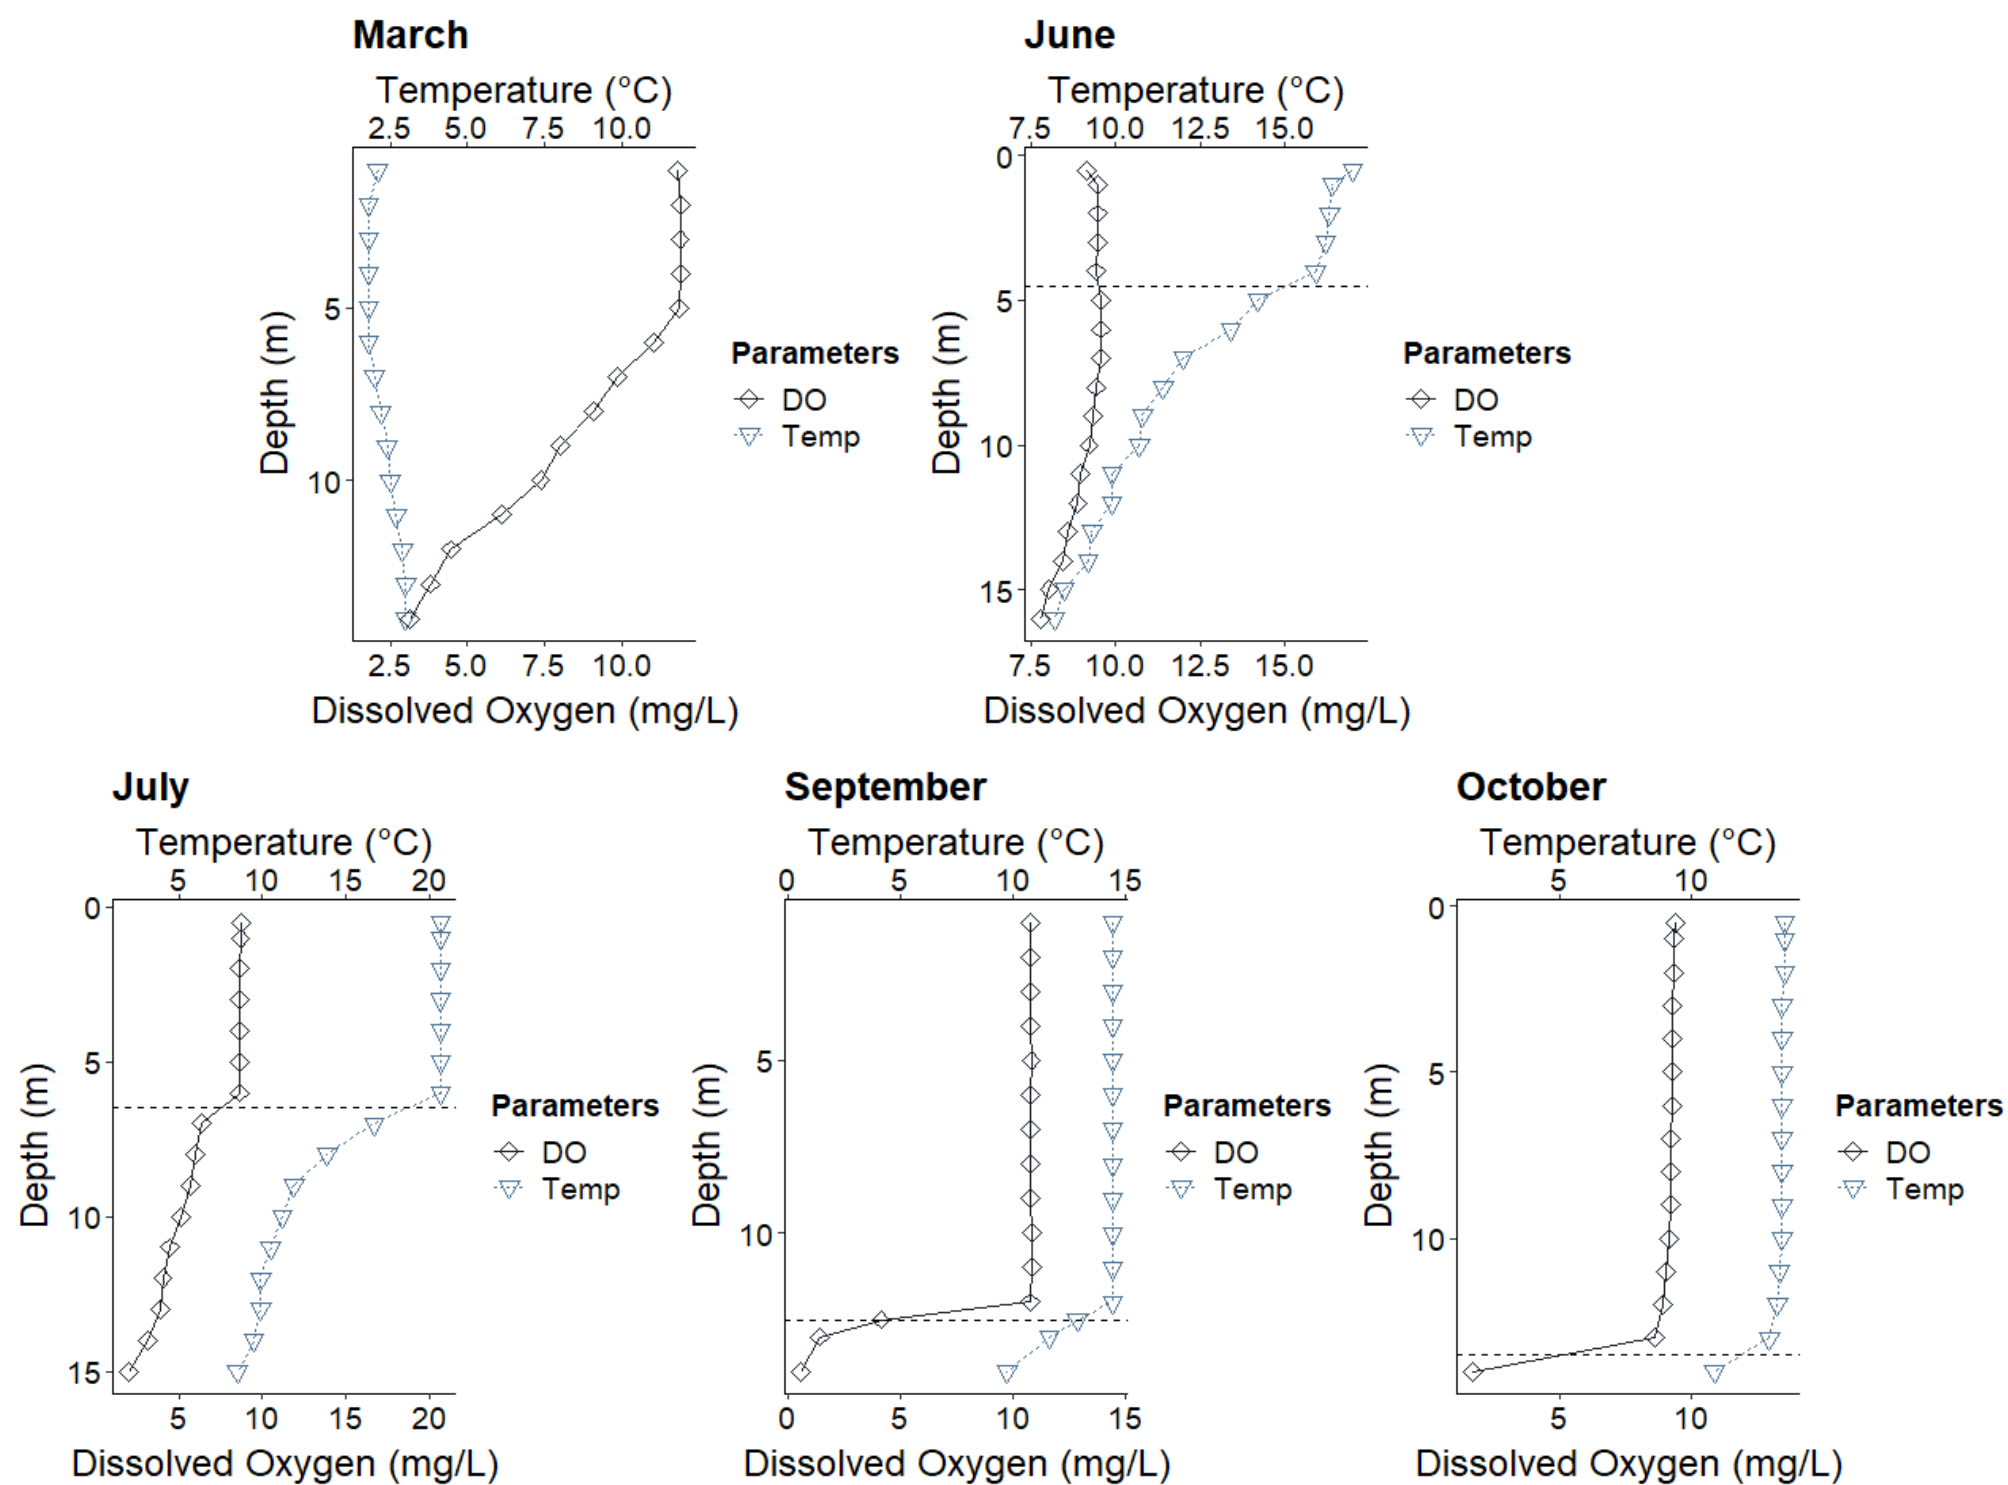 March
Temperature (°C)
2.5 5.0 7.5 10.0
5
10
Depth (m)
2.5 5.0 7.5 10.0
Dissolved Oxygen (mg/L)
Parameters
DO
Temp
June
Temperature (°C)
7.5 10.0 12.5 15.0
0
5
10
15
Depth (m)
7.5 10.0 12.5 15.0
Dissolved Oxygen (mg/L)
Parameters
DO
Temp
July
Temperature (°C)
5 10 15 20
0
5
10
15
Depth (m)
5 10 15 20
Dissolved Oxygen (mg/L)
Parameters
DO
Temp
September
Temperature (°C)
0 5 10 15
5
10
Depth (m)
0 5 10 15
Dissolved Oxygen (mg/L)
Parameters
DO
Temp
October
Temperature (°C)
5 10
0
5
10
Depth (m)
5 10
Dissolved Oxygen (mg/L)
Parameters
DO
Temp